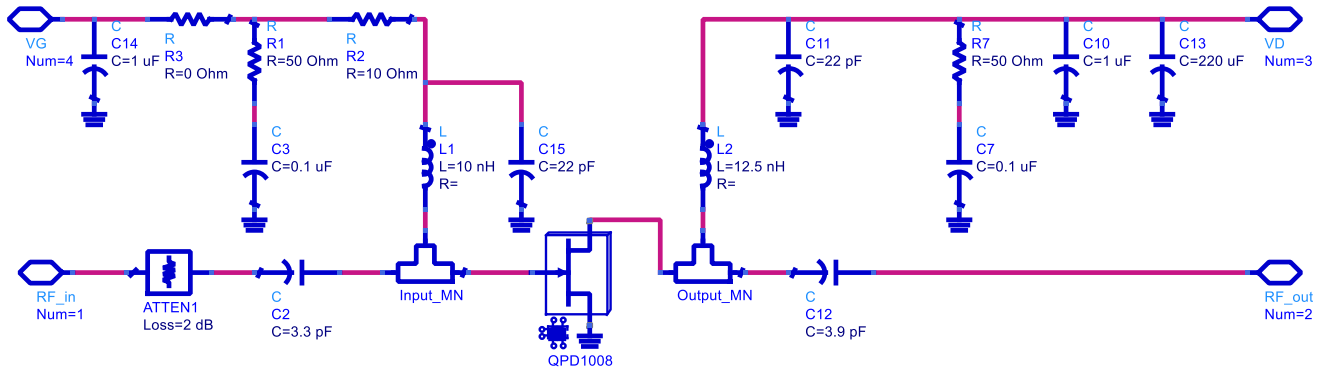 VG
Num=4
C
C14
C=1 uF
R
R3
R=0 Ohm
R
R1
R=50 Ohm
R
R2
R=10 Ohm
C
C3
C=0.1 uF
L
L1
L=10 nH
R=
C
C15
C=22 pF
L
L2
L=12.5 nH
R=
C
C11
C=22 pF
R
R7
R=50 Ohm
C
C7
C=0.1 uF
C
C10
C=1 uF
C
C13
C=220 uF
VD
Num=3
RF_in
Num=1
ATTEN1
Loss=2 dB
C
C2
C=3.3 pF
Input_MN
QPD1008
Output_MN
C
C12
C=3.9 pF
RF_out
Num=2